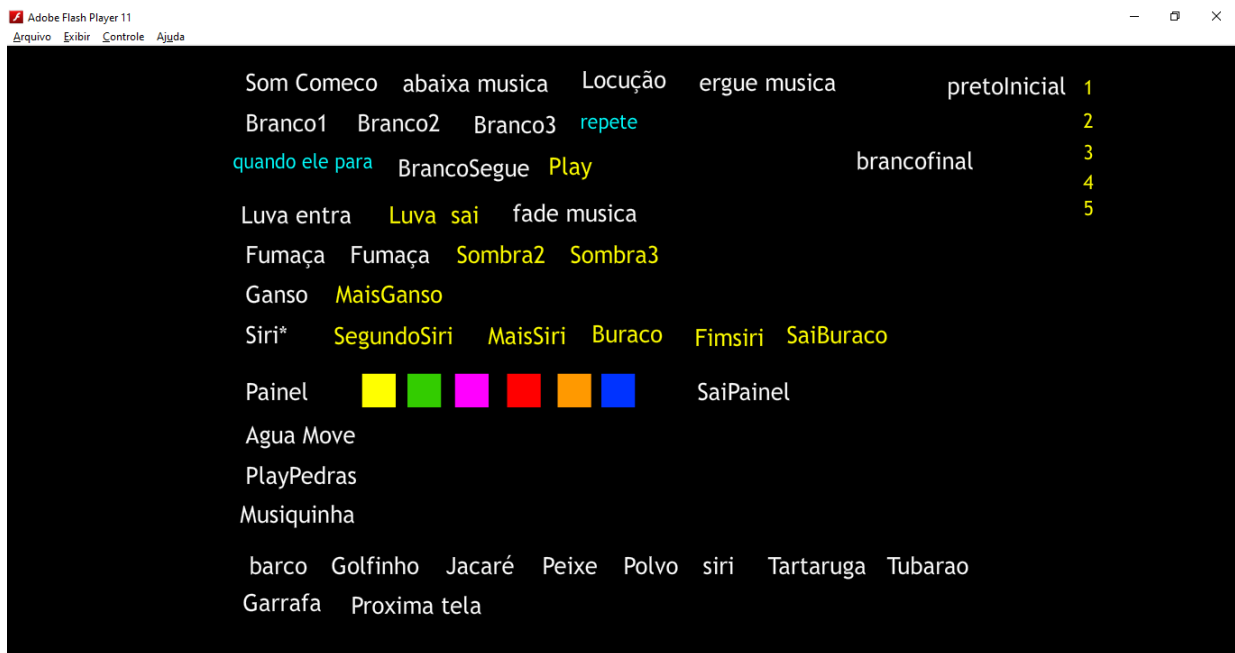 Adobe Flash Player 11
Arquivo Exibir Controle Ajuda
Som Comeco abaixa musica Locução ergue musica pretoInicial 1
Branco1 Branco2 Branco3 repete 2
quando ele para BrancoSegue Play brancofinal 3
4
Luva entra Luva sai fade musica 5
Fumaça Fumaça Sombra2 Sombra3
Ganso MaisGanso
Siri* SegundoSiri MaisSiri Buraco Fimsiri SaiBuraco
Painel SaiPainel
Agua Move
PlayPedras
Musiquinha
barco Golfinho Jacaré Peixe Polvo siri Tartaruga Tubarao
Garrafa Proxima tela